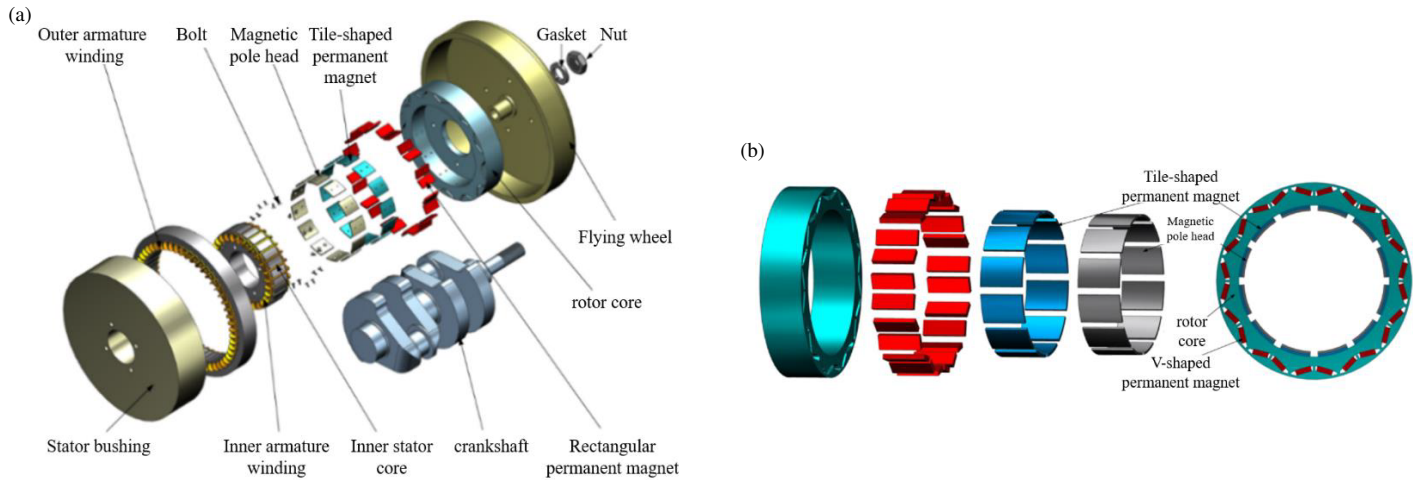 (a)
Outer armature
winding
Bolt
Magnetic
pole head
Tile-shaped
permanent
magnet
Gasket
Nut
Flying wheel
rotor core
Stator bushing
Inner armature
winding
Inner stator
core
crankshaft
Rectangular
permanent magnet
(b)
Tile-shaped
permanent magnet
Magnetic
pole head
rotor
core
V-shaped
permanent magnet